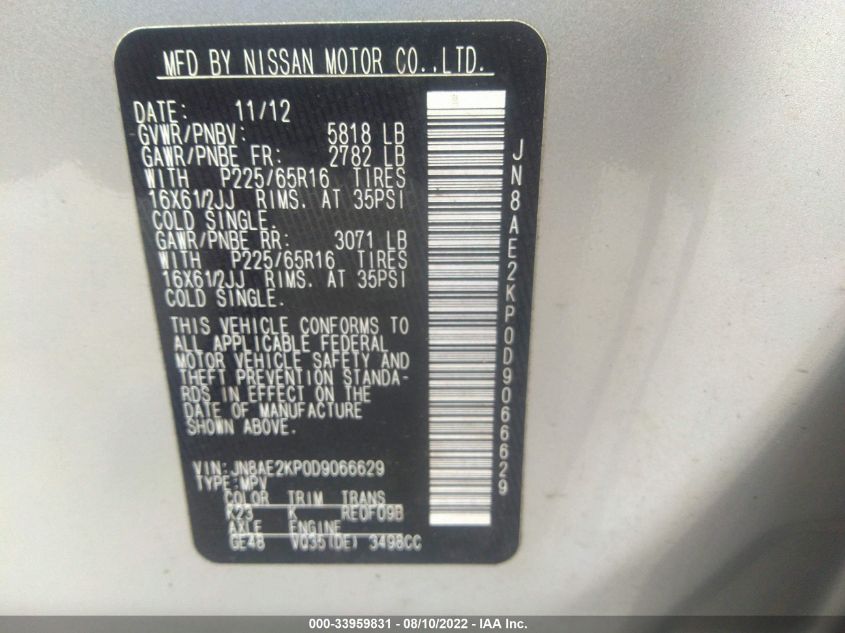 MFD BY NISSAN MOTOR CO.,LTD.
DATE: 11/12
GVWR/PNBV: 5818 LB
GAWR/PNBE FR: 2782 LB
WITH P225/65R16 TIRES
16X61/2JJ RIMS. AT 35PSI
COLD SINGLE.
GAWR/PNBE RR: 3071 LB
WITH P225/65R16 TIRES
16X61/2JJ RIMS. AT 35PSI
COLD SINGLE.
THIS VEHICLE CONFORMS TO
ALL APPLICABLE FEDERAL
MOTOR VEHICLE SAFETY AND
THEFT PREVENTION STANDA-
RDS IN EFFECT ON THE
DATE OF MANUFACTURE
SHOWN ABOVE.
VIN:JN8AE2KP0D9066629
TYPE:MPV
COLOR TRIM TRANS
K23 K RE0F09B
AXLE ENGINE
GE48 VQ35(DE) 3498CC
JN8AE2KP0D9066629
000-33959831 - 08/10/2022 - IAA Inc.